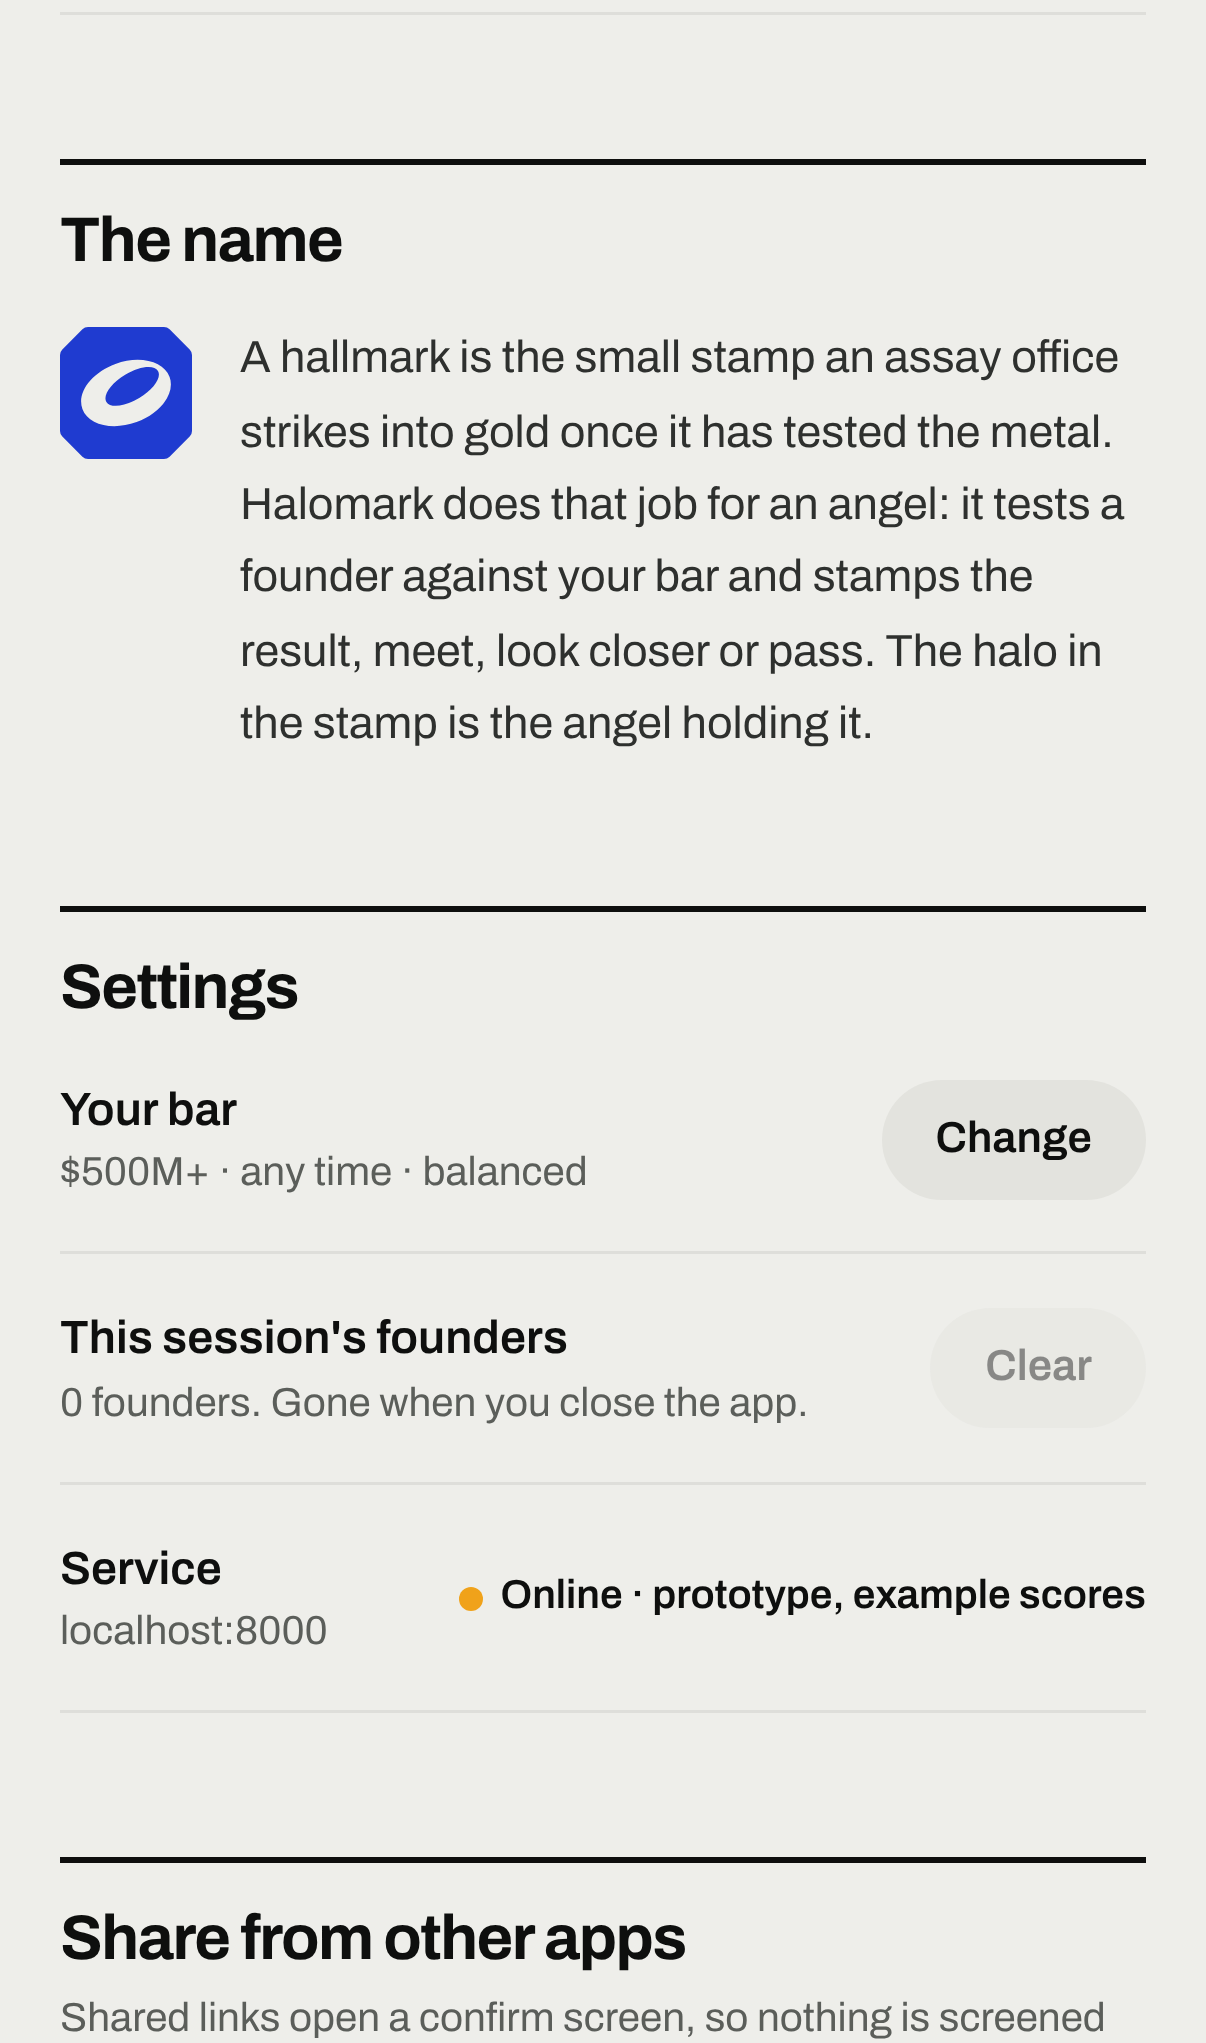 The name
A hallmark is the small stamp an assay office
strikes into gold once it has tested the metal.
Halomark does that job for an angel: it tests a
founder against your bar and stamps the
result, meet, look closer or pass. The halo in
the stamp is the angel holding it.
Settings
Your bar
$500M+ · any time · balanced
Change
This session's founders
0 founders. Gone when you close the app.
Clear
Service
localhost:8000
Online · prototype, example scores
Share from other apps
Shared links open a confirm screen, so nothing is screened